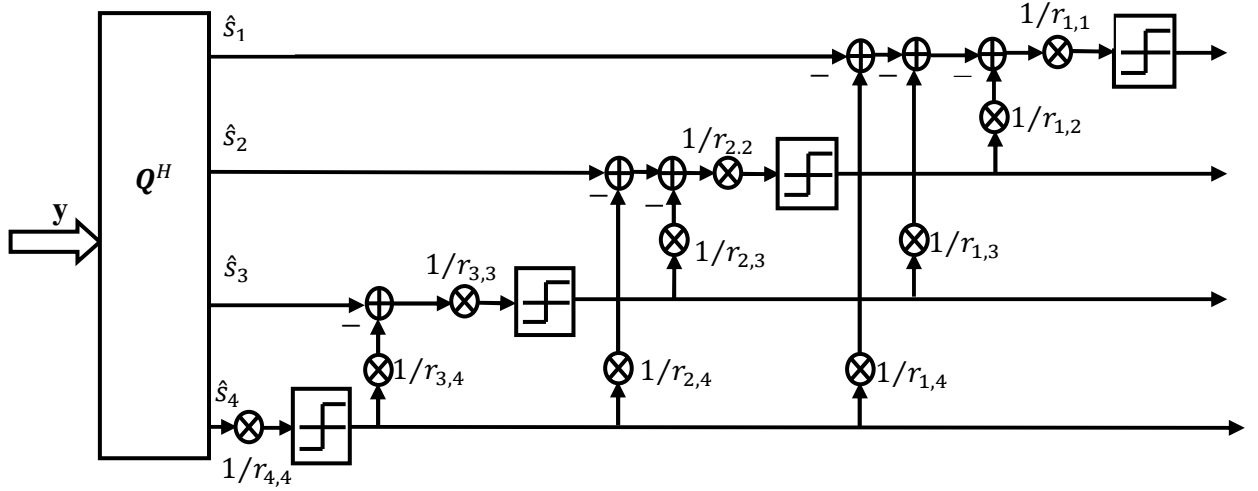 ŝ₁
1/r₁,₁
− − −
1/r₁,₂
ŝ₂
1/r₂.₂
Qᴴ
− −
y
1/r₂,₃
1/r₁,₃
ŝ₃
1/r₃,₃
−
1/r₃,₄
1/r₂,₄
1/r₁,₄
ŝ₄
1/r₄,₄